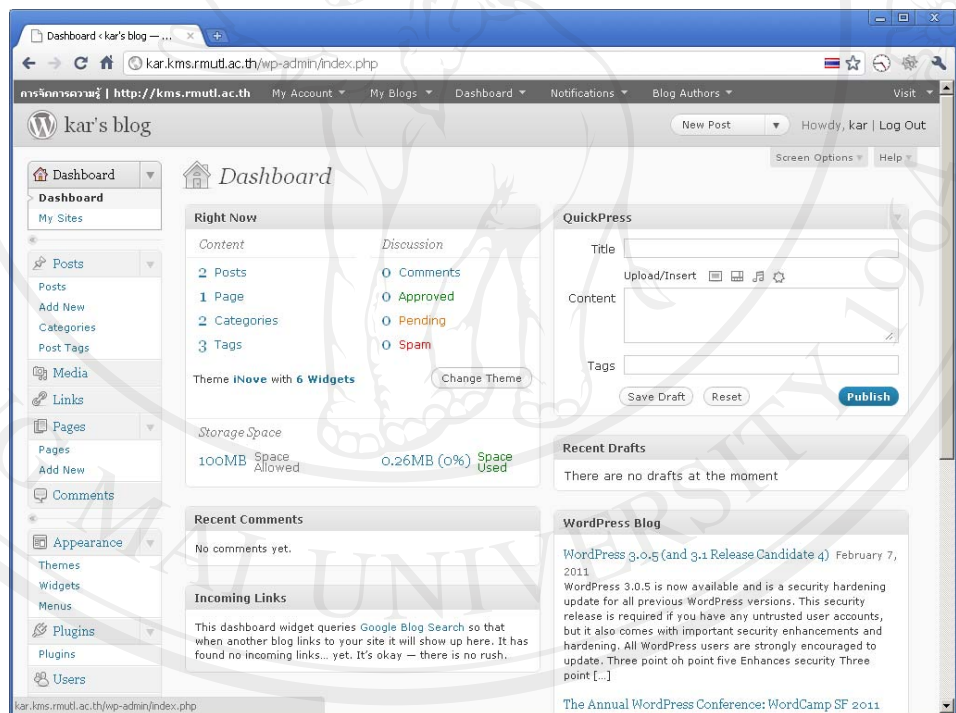 Dashboard ‹ kar's blog — ...
kar.kms.rmutl.ac.th/wp-admin/index.php
การจัดการความรู้ | http://kms.rmutl.ac.th My Account My Blogs Dashboard Notifications Blog Authors Visit
kar's blog New Post Howdy, kar | Log Out
Screen Options Help
Dashboard
Dashboard
My Sites
Posts
Posts
Add New
Categories
Post Tags
Media
Links
Pages
Pages
Add New
Comments
Appearance
Themes
Widgets
Menus
Plugins
Plugins
Users
kar.kms.rmutl.ac.th/wp-admin/index.php
Dashboard
Right Now
Content Discussion
2 Posts 0 Comments
1 Page 0 Approved
2 Categories 0 Pending
3 Tags 0 Spam
Theme iNove with 6 Widgets Change Theme
Storage Space
100MB Space Allowed 0.26MB (0%) Space Used
Recent Comments
No comments yet.
Incoming Links
This dashboard widget queries Google Blog Search so that
when another blog links to your site it will show up here. It has
found no incoming links... yet. It's okay — there is no rush.
QuickPress
Title
Upload/Insert
Content
Tags
Save Draft Reset Publish
Recent Drafts
There are no drafts at the moment
WordPress Blog
WordPress 3.0.5 (and 3.1 Release Candidate 4) February 7,
2011
WordPress 3.0.5 is now available and is a security hardening
update for all previous WordPress versions. This security
release is required if you have any untrusted user accounts,
but it also comes with important security enhancements and
hardening. All WordPress users are strongly encouraged to
update. Three point oh point five Enhances security Three
point [...]
The Annual WordPress Conference: WordCamp SF 2011
MAI UNIVERSITY 1964